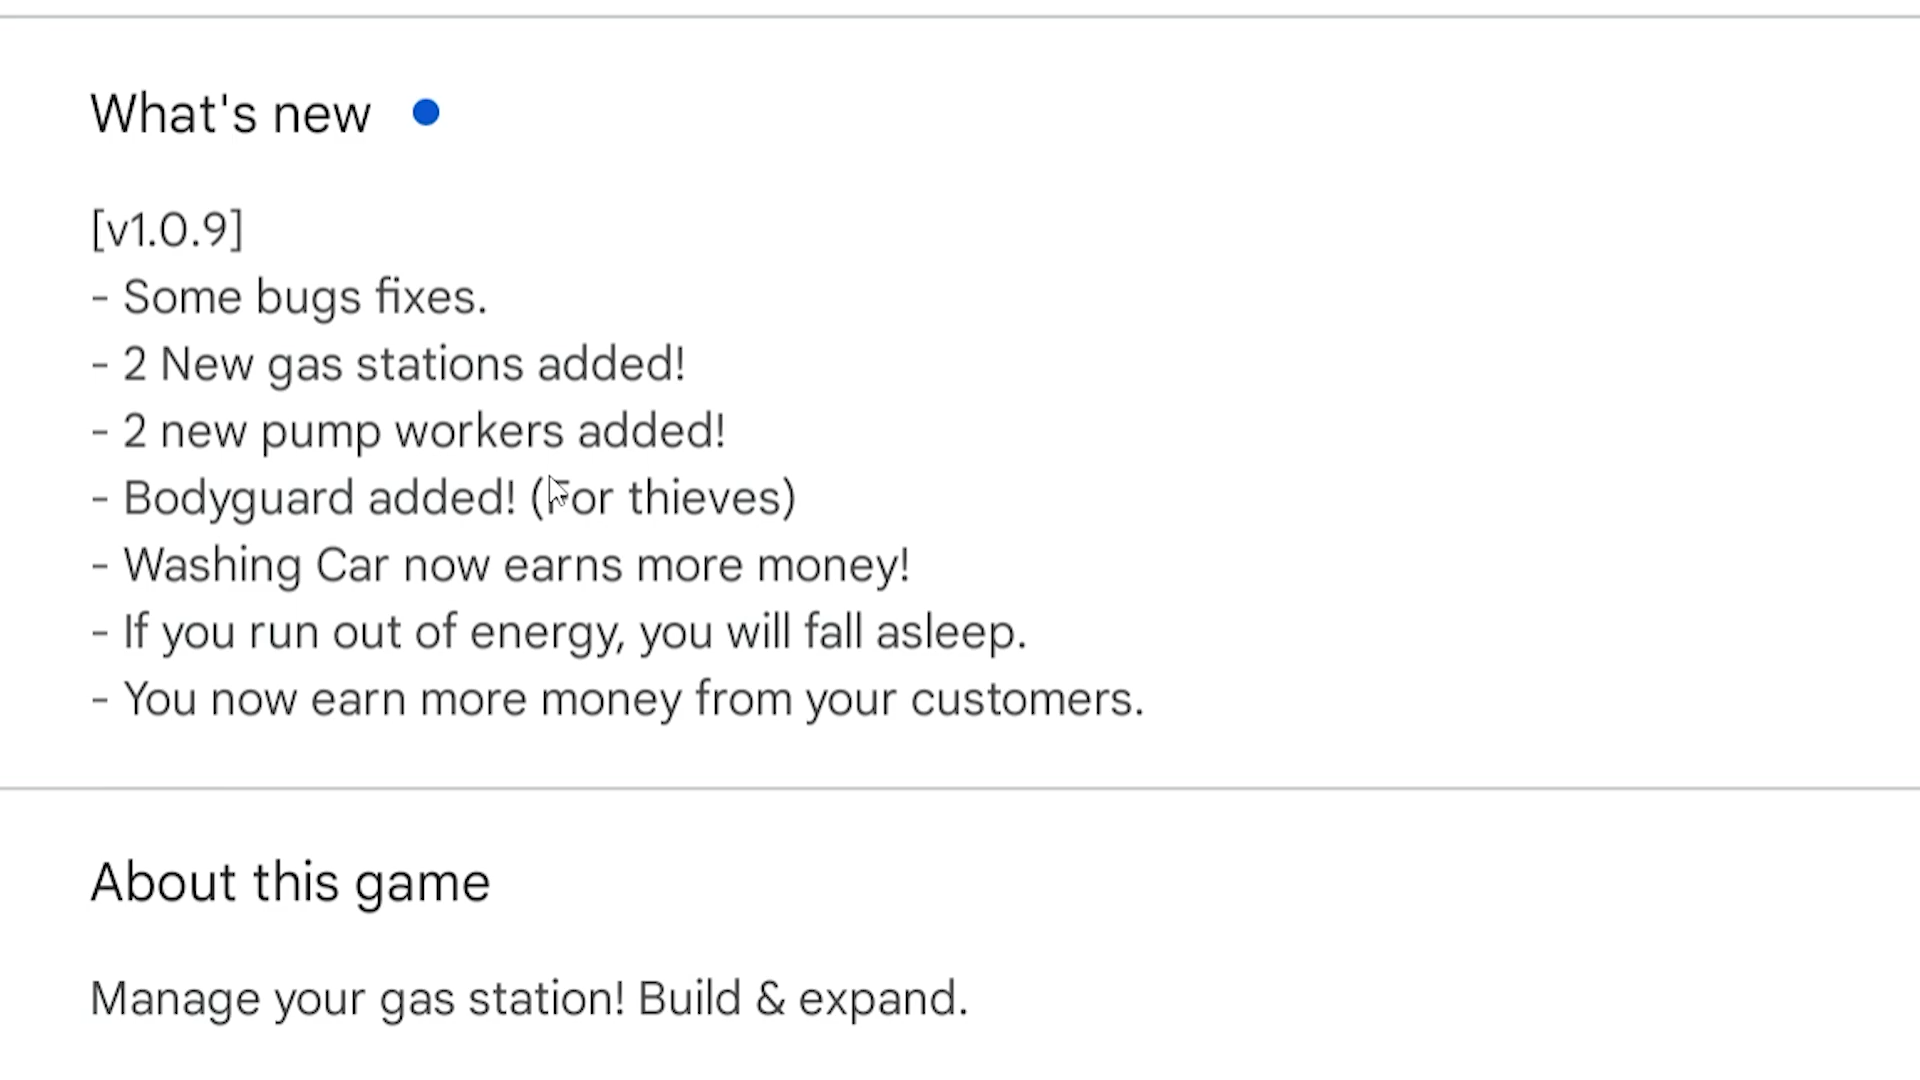 What's new
[v1.0.9]
- Some bugs fixes.
- 2 New gas stations added!
- 2 new pump workers added!
- Bodyguard added! (For thieves)
- Washing Car now earns more money!
- If you run out of energy, you will fall asleep.
- You now earn more money from your customers.
About this game
Manage your gas station! Build & expand.